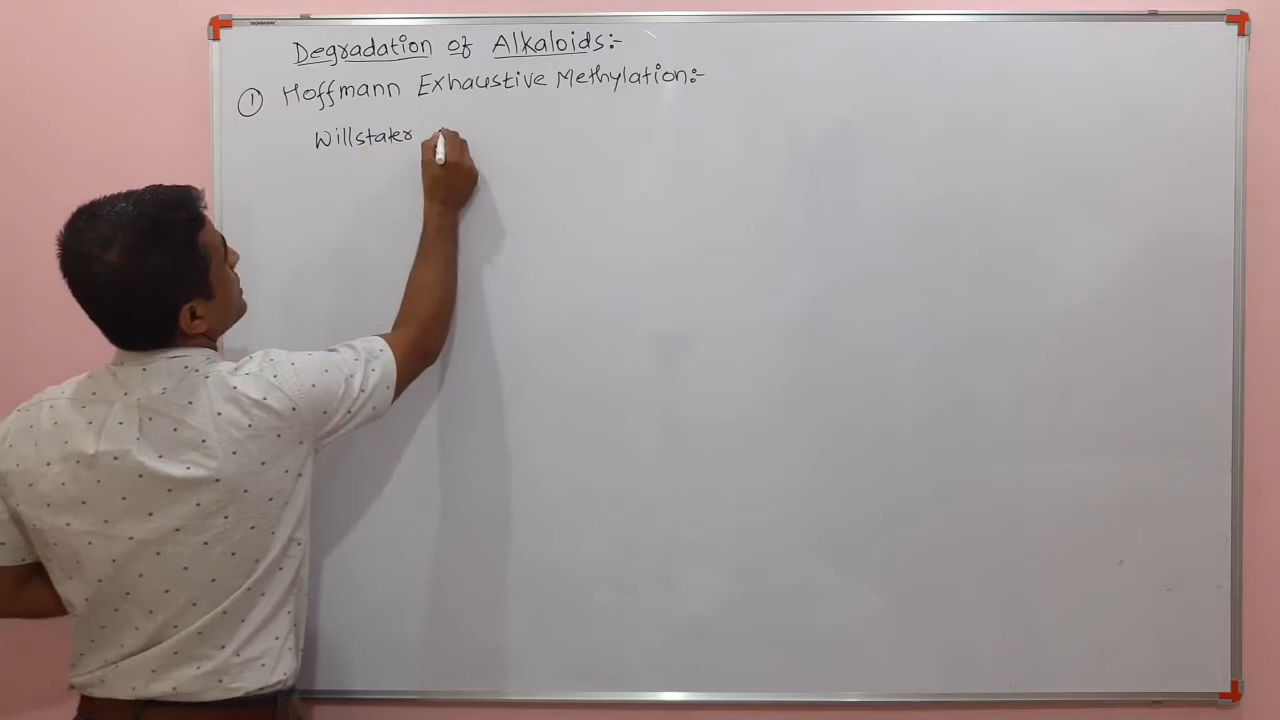 Degradation of Alkaloids:-
① Hoffmann Exhaustive Methylation:-
Willstater